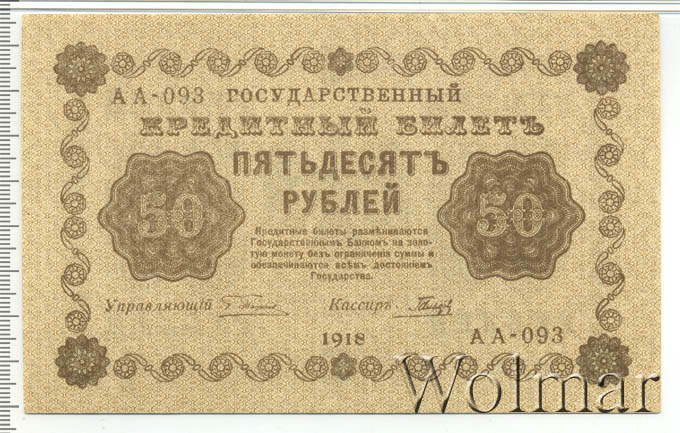 АА-093 ГОСУДАРСТВЕННЫЙ
КРЕДИТНЫЙ БИЛЕТЪ
ПЯТЬДЕСЯТЪ
РУБЛЕЙ
50 50
Кредитные билеты размѣниваются
Государственнымъ Банкомъ на золо-
тую монету безъ ограниченія суммы и
обезпечиваются всѣмъ достояніемъ
Государства.
Управляющій Кассиръ
1918
АА-093
Wolmar